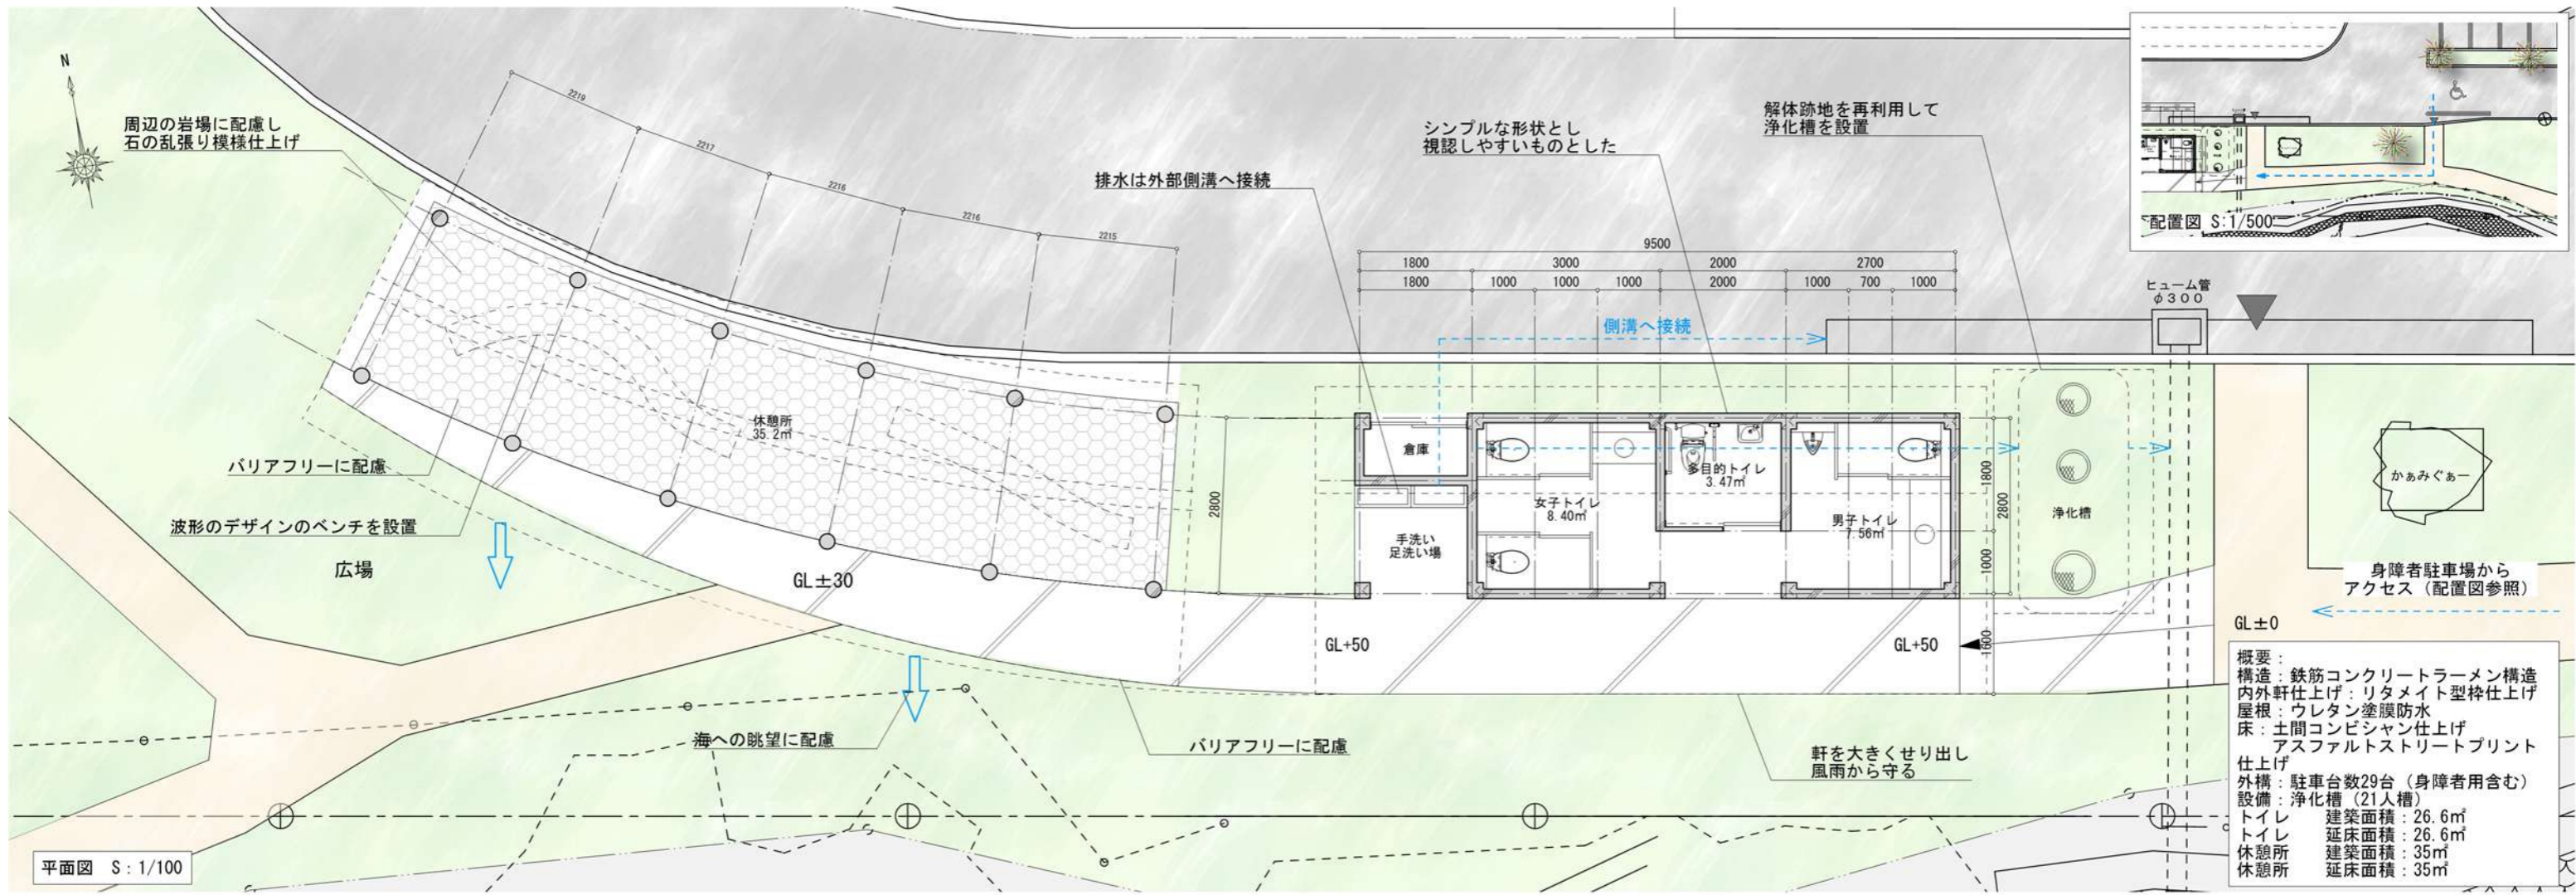 N
周辺の岩場に配慮し
石の乱張り模様仕上げ
2219
2217
2216
2216
2215
排水は外部側溝へ接続
シンプルな形状とし
視認しやすいものとした
解体跡地を再利用して
浄化槽を設置
配置図 S:1/500
9500
1800
3000
2000
2700
1800
1000
1000
1000
2000
1000
700
1000
ヒューム管
φ300
側溝へ接続
休憩所
35.2㎡
倉庫
多目的トイレ
3.47㎡
女子トイレ
8.40㎡
男子トイレ
7.56㎡
手洗い
足洗い場
2800
1800
2800
1000
1600
浄化槽
かぁみぐぁー
バリアフリーに配慮
波形のデザインのベンチを設置
広場
GL±30
GL+50
GL+50
GL±0
身障者駐車場から
アクセス（配置図参照）
海への眺望に配慮
バリアフリーに配慮
軒を大きくせり出し
風雨から守る
概要：
構造：鉄筋コンクリートラーメン構造
内外軒仕上げ：リタメイト型枠仕上げ
屋根：ウレタン塗膜防水
床：土間コンビシャン仕上げ
アスファルトストリートプリント
仕上げ
外構：駐車台数29台（身障者用含む）
設備：浄化槽（21人槽）
トイレ 建築面積：26.6㎡
トイレ 延床面積：26.6㎡
休憩所 建築面積：35㎡
休憩所 延床面積：35㎡
平面図 S：1/100